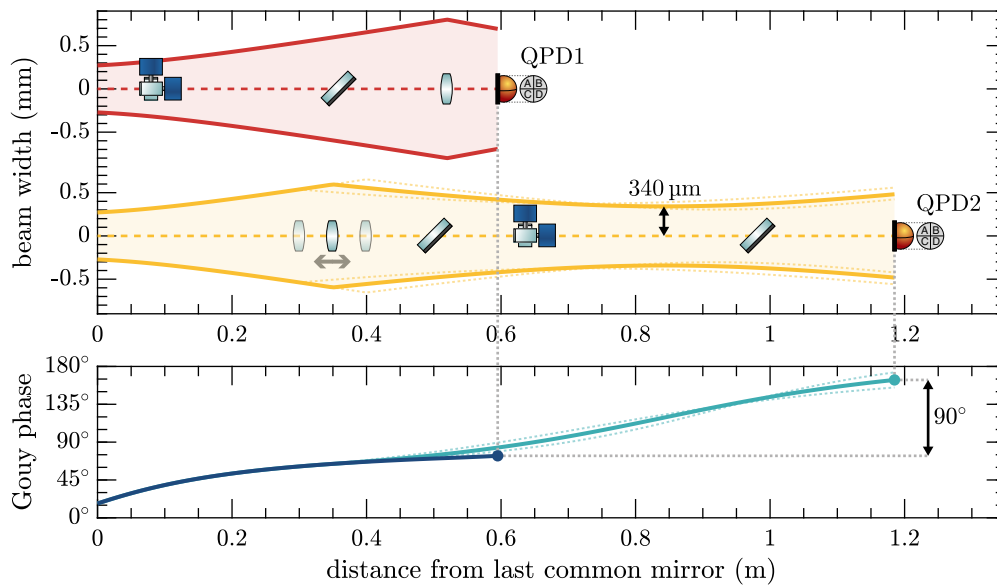 0.5
0
-0.5
QPD1
A B
C D
beam width (mm)
340 µm
0.5
0
-0.5
QPD2
A B
C D
0 0.2 0.4 0.6 0.8 1 1.2
180°
135°
90°
45°
0°
Gouy phase
90°
0 0.2 0.4 0.6 0.8 1 1.2
distance from last common mirror (m)